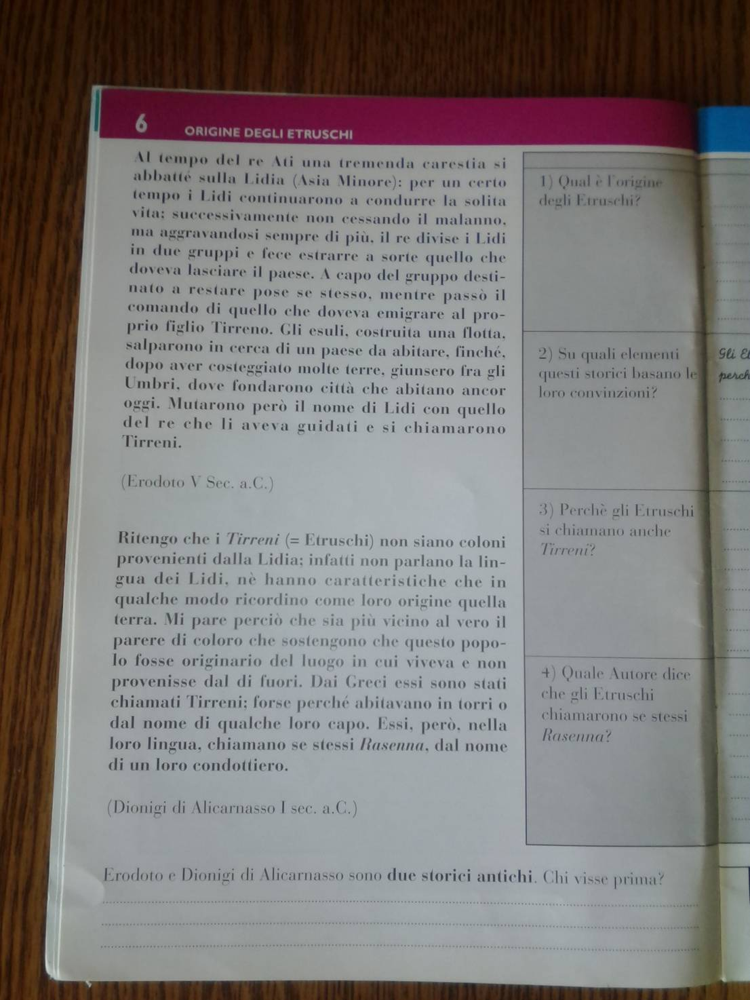 6 ORIGINE DEGLI ETRUSCHI
Al tempo del re Ati una tremenda carestia si
abbatté sulla Lidia (Asia Minore): per un certo
tempo i Lidi continuarono a condurre la solita
vita; successivamente non cessando il malanno,
ma aggravandosi sempre di più, il re divise i Lidi
in due gruppi e fece estrarre a sorte quello che
doveva lasciare il paese. A capo del gruppo desti-
nato a restare pose se stesso, mentre passò il
comando di quello che doveva emigrare al pro-
prio figlio Tirreno. Gli esuli, costruita una flotta,
salparono in cerca di un paese da abitare, finché,
dopo aver costeggiato molte terre, giunsero fra gli
Umbri, dove fondarono città che abitano ancor
oggi. Mutarono però il nome di Lidi con quello
del re che li aveva guidati e si chiamarono
Tirreni.
(Erodoto V Sec. a.C.)
Ritengo che i Tirreni (= Etruschi) non siano coloni
provenienti dalla Lidia; infatti non parlano la lin-
gua dei Lidi, nè hanno caratteristiche che in
qualche modo ricordino come loro origine quella
terra. Mi pare perciò che sia più vicino al vero il
parere di coloro che sostengono che questo popo-
lo fosse originario del luogo in cui viveva e non
provenisse dal di fuori. Dai Greci essi sono stati
chiamati Tirreni; forse perché abitavano in torri o
dal nome di qualche loro capo. Essi, però, nella
loro lingua, chiamano se stessi Rasenna, dal nome
di un loro condottiero.
(Dionigi di Alicarnasso I sec. a.C.)
1) Qual è l'origine
degli Etruschi?
2) Su quali elementi
questi storici basano le
loro convinzioni?
3) Perchè gli Etruschi
si chiamano anche
Tirreni?
4) Quale Autore dice
che gli Etruschi
chiamarono se stessi
Rasenna?
Gli
perch
Erodoto e Dionigi di Alicarnasso sono due storici antichi. Chi visse prima?